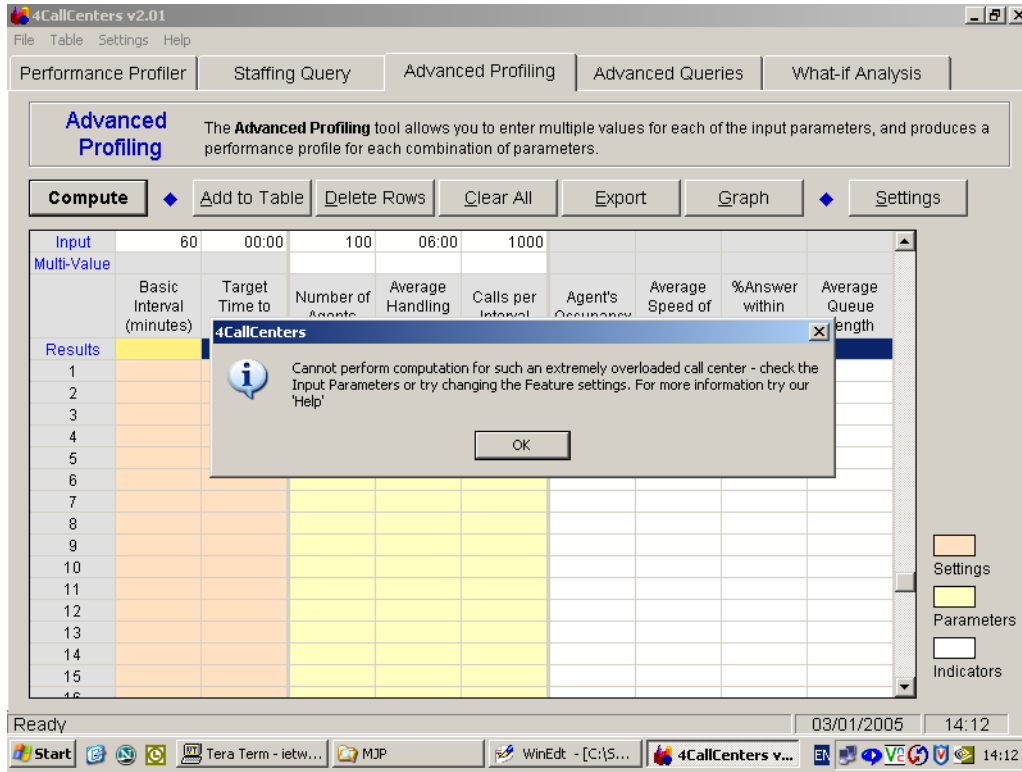 4CallCenters v2.01
File Table Settings Help
Performance Profiler Staffing Query Advanced Profiling Advanced Queries What-if Analysis
Advanced Profiling
The Advanced Profiling tool allows you to enter multiple values for each of the input parameters, and produces a
performance profile for each combination of parameters.
Compute Add to Table Delete Rows Clear All Export Graph Settings
Input 60 00:00 100 06:00 1000
Multi-Value
Basic Interval (minutes) Target Time to Number of Agents Average Handling Calls per Interval Agent's Occupancy Average Speed of %Answer within Average Queue Length
4CallCenters
Cannot perform computation for such an extremely overloaded call center - check the
Input Parameters or try changing the Feature settings. For more information try our
'Help'
OK
Results
1
2
3
4
5
6
7
8
9
10
11
12
13
14
15
16
Settings
Parameters
Indicators
Ready 03/01/2005 14:12
Start Tera Term - ietw... MJP WinEdt - [C:\S... 4CallCenters v... EN 14:12